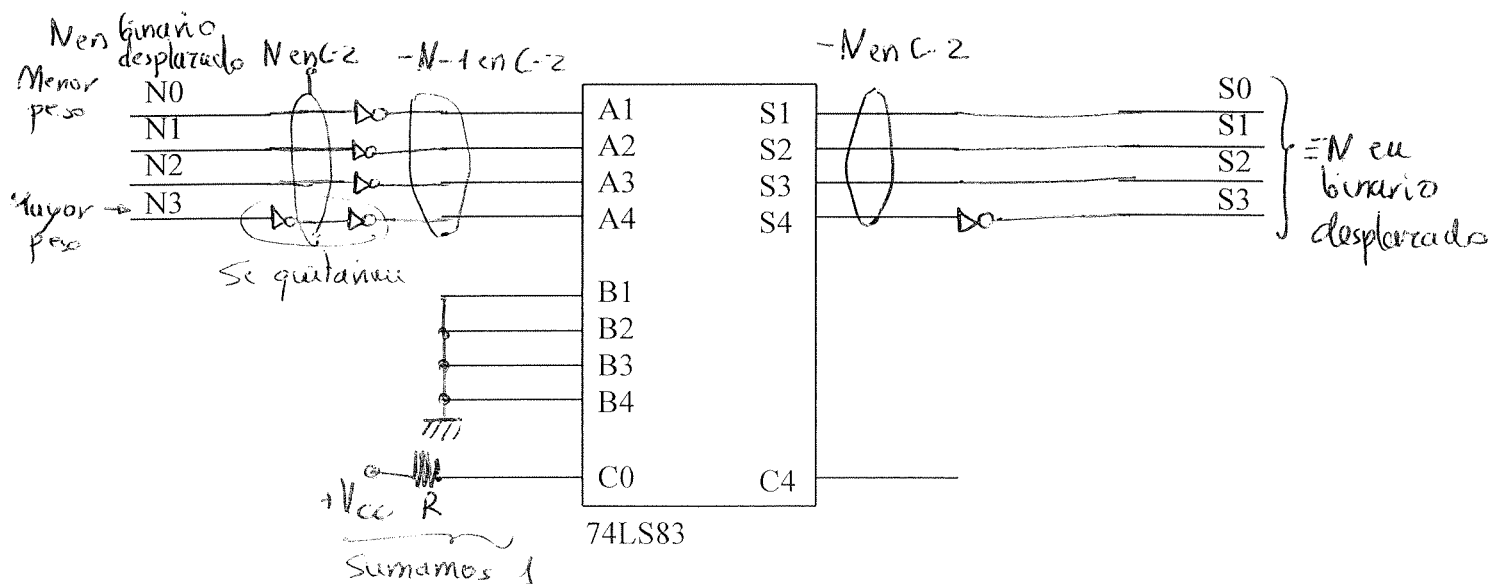 N en binario
desplazado
N en C-2
-N-1 en C-2
-N en C-2
Menor
peso
N0
N1
N2
Mayor
peso
N3
Se quitarían
A1
A2
A3
A4
B1
B2
B3
B4
C0
S1
S2
S3
S4
C4
S0
S1
S2
S3
N en
binario
desplazado
+Vcc R
Sumamos 1
74LS83